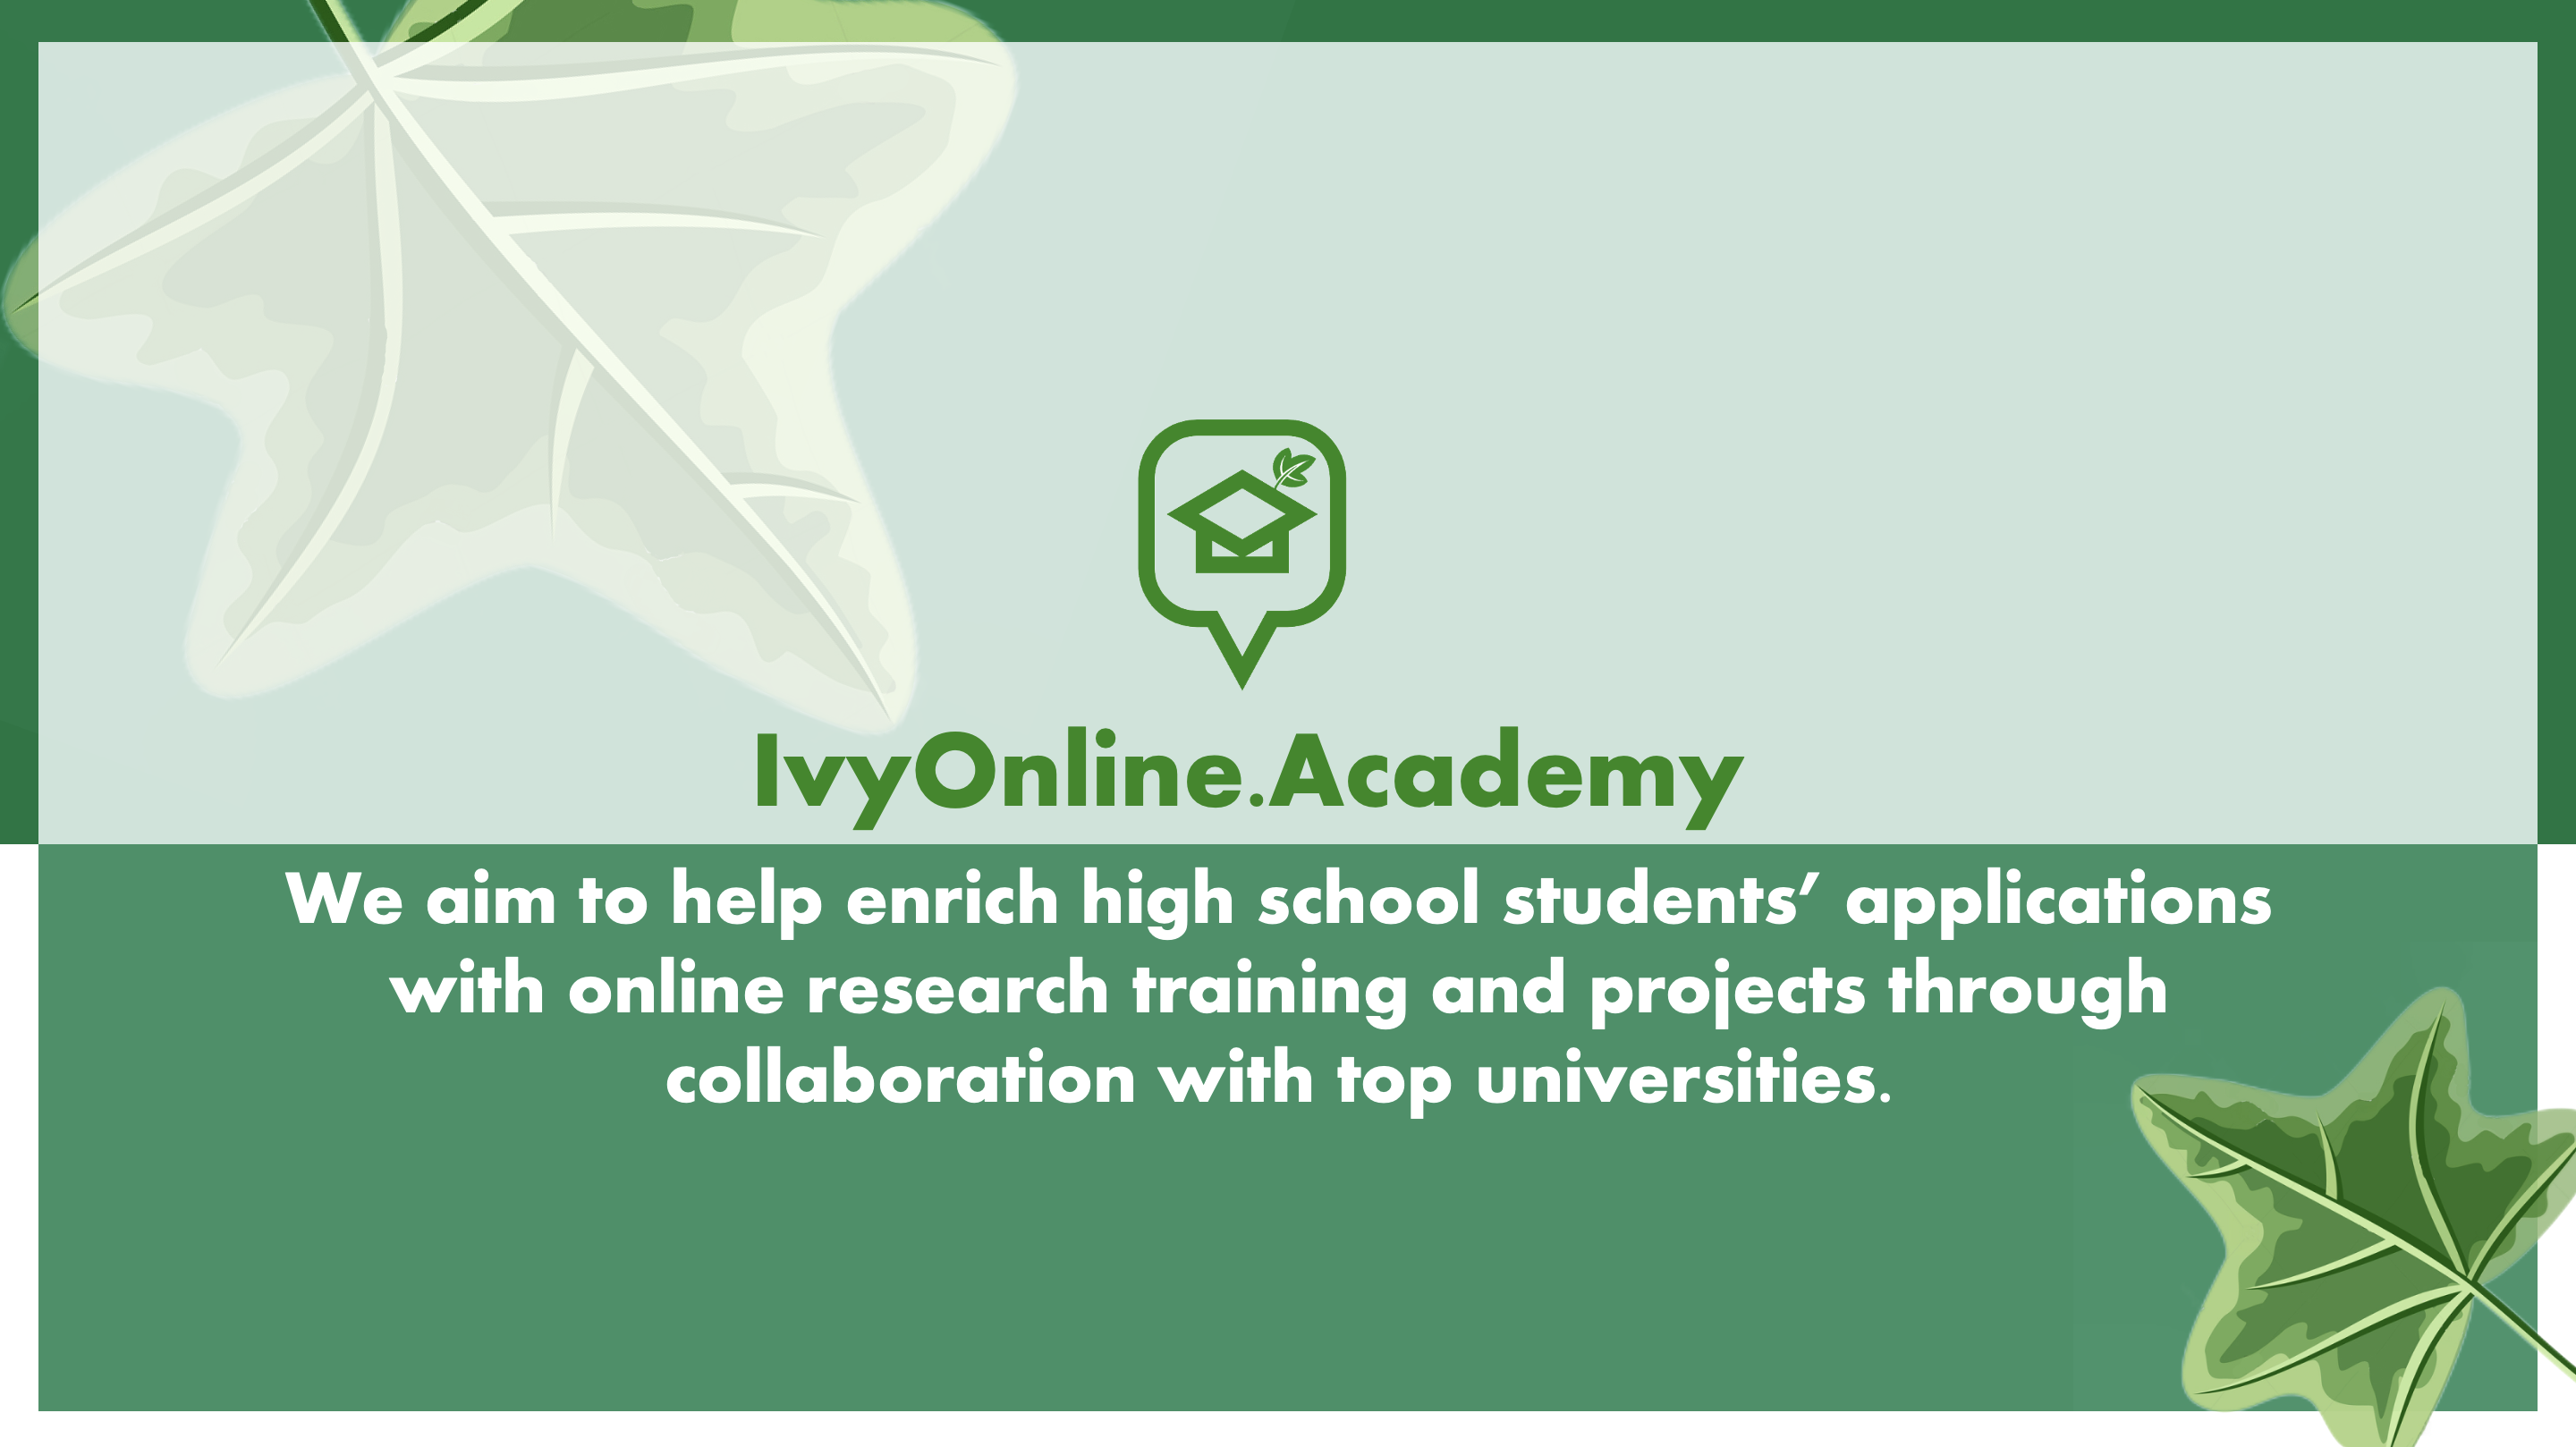 IvyOnline.Academy
We aim to help enrich high school students’ applications
with online research training and projects through
collaboration with top universities.